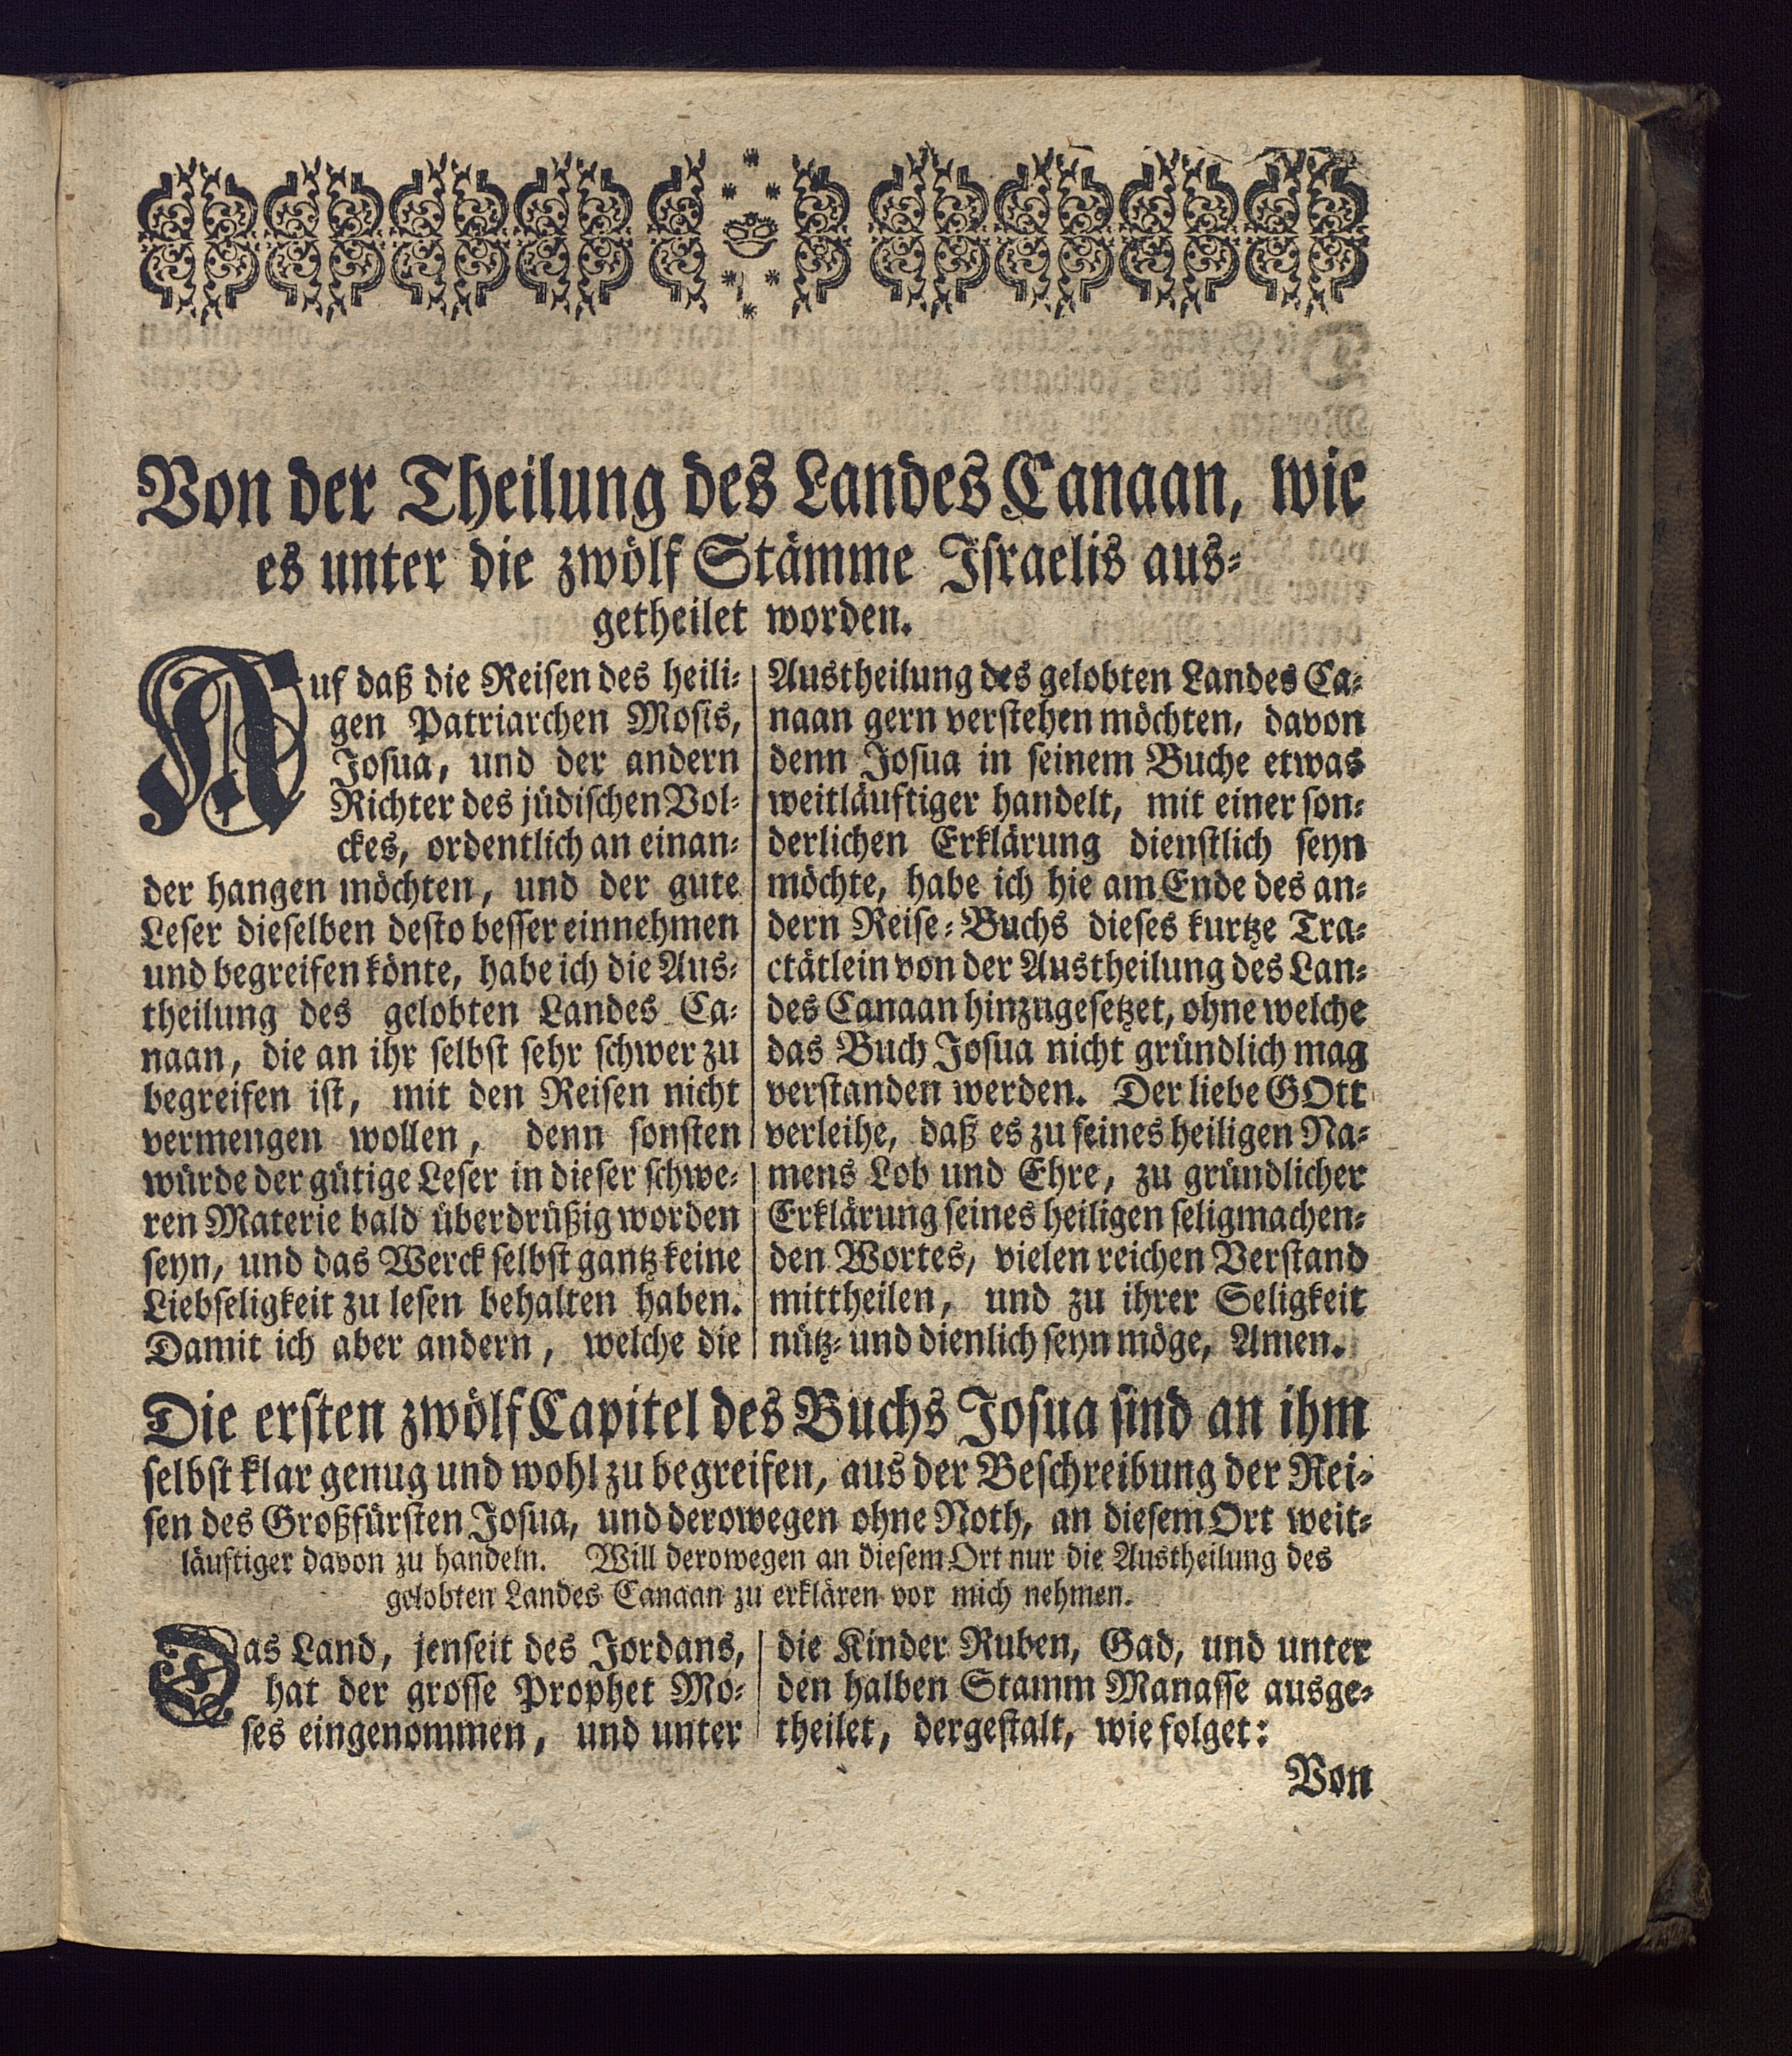 Von der Theilung des Landes Canaan, wie
es unter die zwölf Stämme Israelis aus-
getheilet worden.
Auf daß die Reisen des heili-
gen Patriarchen Mosis,
Josua, und der andern
Richter des jüdischen Vol-
ckes, ordentlich an einan-
der hangen möchten, und der gute
Leser dieselben desto besser einnehmen
und begreifen könte, habe ich die Aus-
theilung des gelobten Landes Ca-
naan, die an ihr selbst sehr schwer zu
begreifen ist, mit den Reisen nicht
vermengen wollen, denn sonsten
würde der gütige Leser in dieser schwe-
ren Materie bald überdrüßig worden
seyn, und das Werck selbst gantz keine
Liebseligkeit zu lesen behalten haben.
Damit ich aber andern, welche die
Austheilung des gelobten Landes Ca-
naan gern verstehen möchten, davon
denn Josua in seinem Buche etwas
weitläuftiger handelt, mit einer son-
derlichen Erklärung dienstlich seyn
möchte, habe ich hie am Ende des an-
dern Reise-Buchs dieses kurtze Tra-
ctätlein von der Austheilung des Lan-
des Canaan hinzugesetzet, ohne welche
das Buch Josua nicht gründlich mag
verstanden werden. Der liebe GOtt
verleihe, daß es zu seines heiligen Na-
mens Lob und Ehre, zu gründlicher
Erklärung seines heiligen seligmachen-
den Wortes, vielen reichen Verstand
mittheilen, und zu ihrer Seligkeit
nütz- und dienlich seyn möge, Amen.
Die ersten zwölf Capitel des Buchs Josua sind an ihm
selbst klar genug und wohl zu begreifen, aus der Beschreibung der Rei-
sen des Großfürsten Josua, und derowegen ohne Noth, an diesem Ort weit-
läuftiger davon zu handeln. Will derowegen an diesem Ort nur die Austheilung des
gelobten Landes Canaan zu erklären vor mich nehmen.
Das Land, jenseit des Jordans,
hat der grosse Prophet Mo-
ses eingenommen, und unter
die Kinder Ruben, Gad, und unter
den halben Stamm Manasse ausge-
theilet, dergestalt, wie folget:
Von